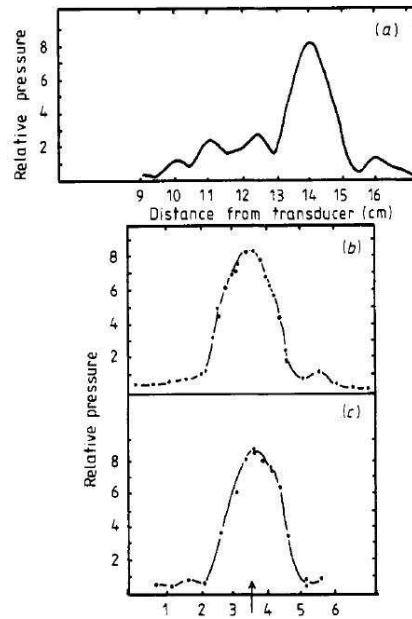 (a)
Relative pressure
8
6
4
2
9 10 11 12 13 14 15 16
Distance from transducer (cm)
(b)
8
6
4
2
Relative pressure
(c)
8
6
4
2
1 2 3 4 5 6